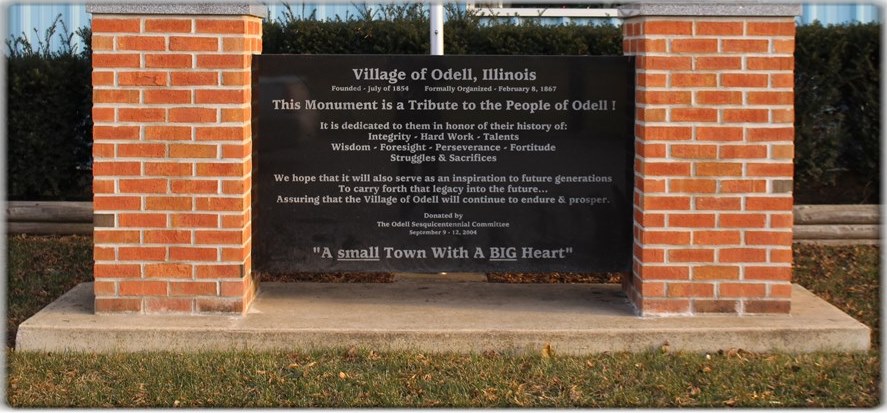 Village of Odell, Illinois
Founded - July of 1854 Formally Organized - February 8, 1867
This Monument is a Tribute to the People of Odell !
It is dedicated to them in honor of their history of:
Integrity - Hard Work - Talents
Wisdom - Foresight - Perseverance - Fortitude
Struggles & Sacrifices
We hope that it will also serve as an inspiration to future generations
To carry forth that legacy into the future...
Assuring that the Village of Odell will continue to endure & prosper.
Donated by
The Odell Sesquicentennial Committee
September 9 - 12, 2004
"A small Town With A BIG Heart"